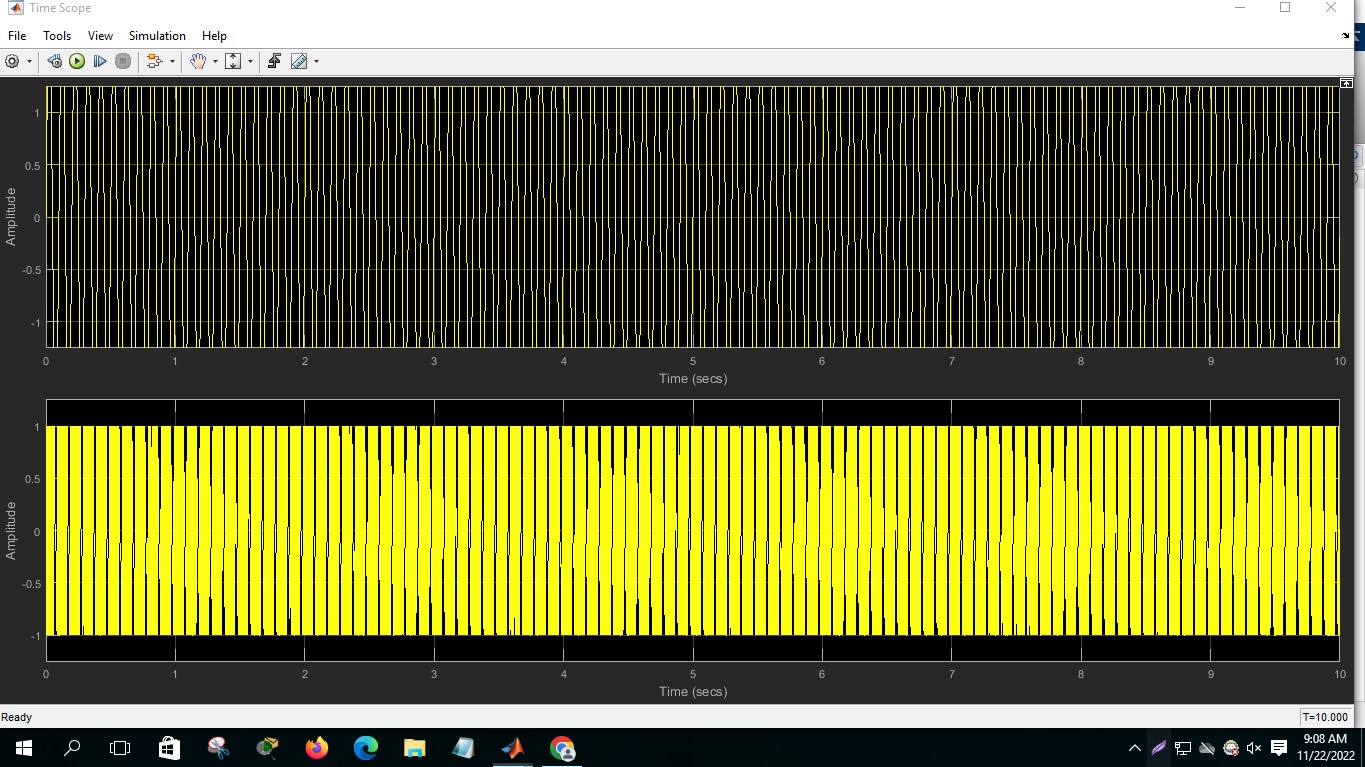 Time Scope
File Tools View Simulation Help
1
0.5
0
-0.5
-1
Amplitude
0 1 2 3 4 5 6 7 8 9 10
Time (secs)
1
0.5
0
-0.5
-1
Amplitude
0 1 2 3 4 5 6 7 8 9 10
Time (secs)
Ready T=10.000
9:08 AM
11/22/2022